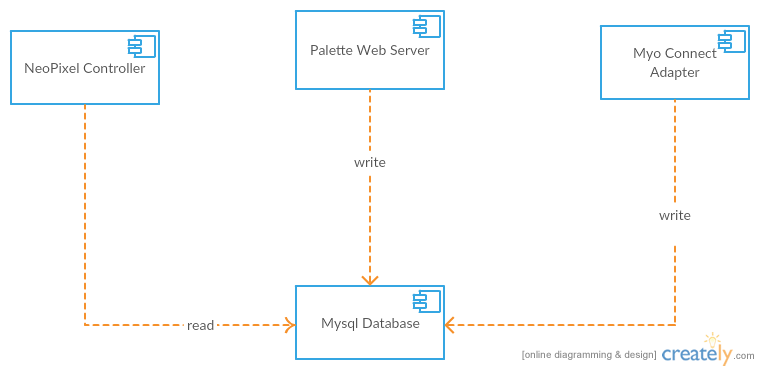 NeoPixel Controller
Palette Web Server
Myo Connect
Adapter
write
write
read
Mysql Database
[online diagramming & design] creately.com